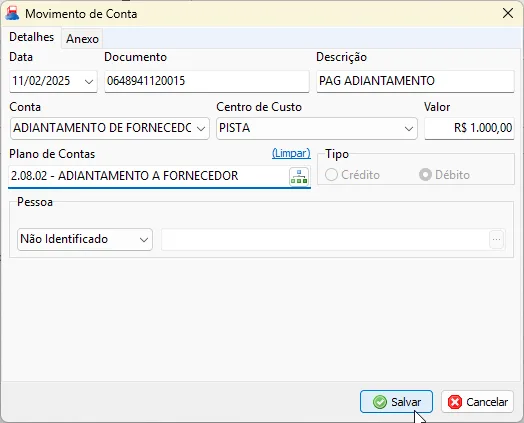 Movimento de Conta
Detalhes Anexo
Data Documento Descrição
11/02/2025 0648941120015 PAG ADIANTAMENTO
Conta Centro de Custo Valor
ADIANTAMENTO DE FORNECEDC PISTA R$ 1.000,00
Plano de Contas (Limpar) Tipo
2.08.02 - ADIANTAMENTO A FORNECEDOR Crédito Débito
Pessoa
Não Identificado ...
Salvar Cancelar